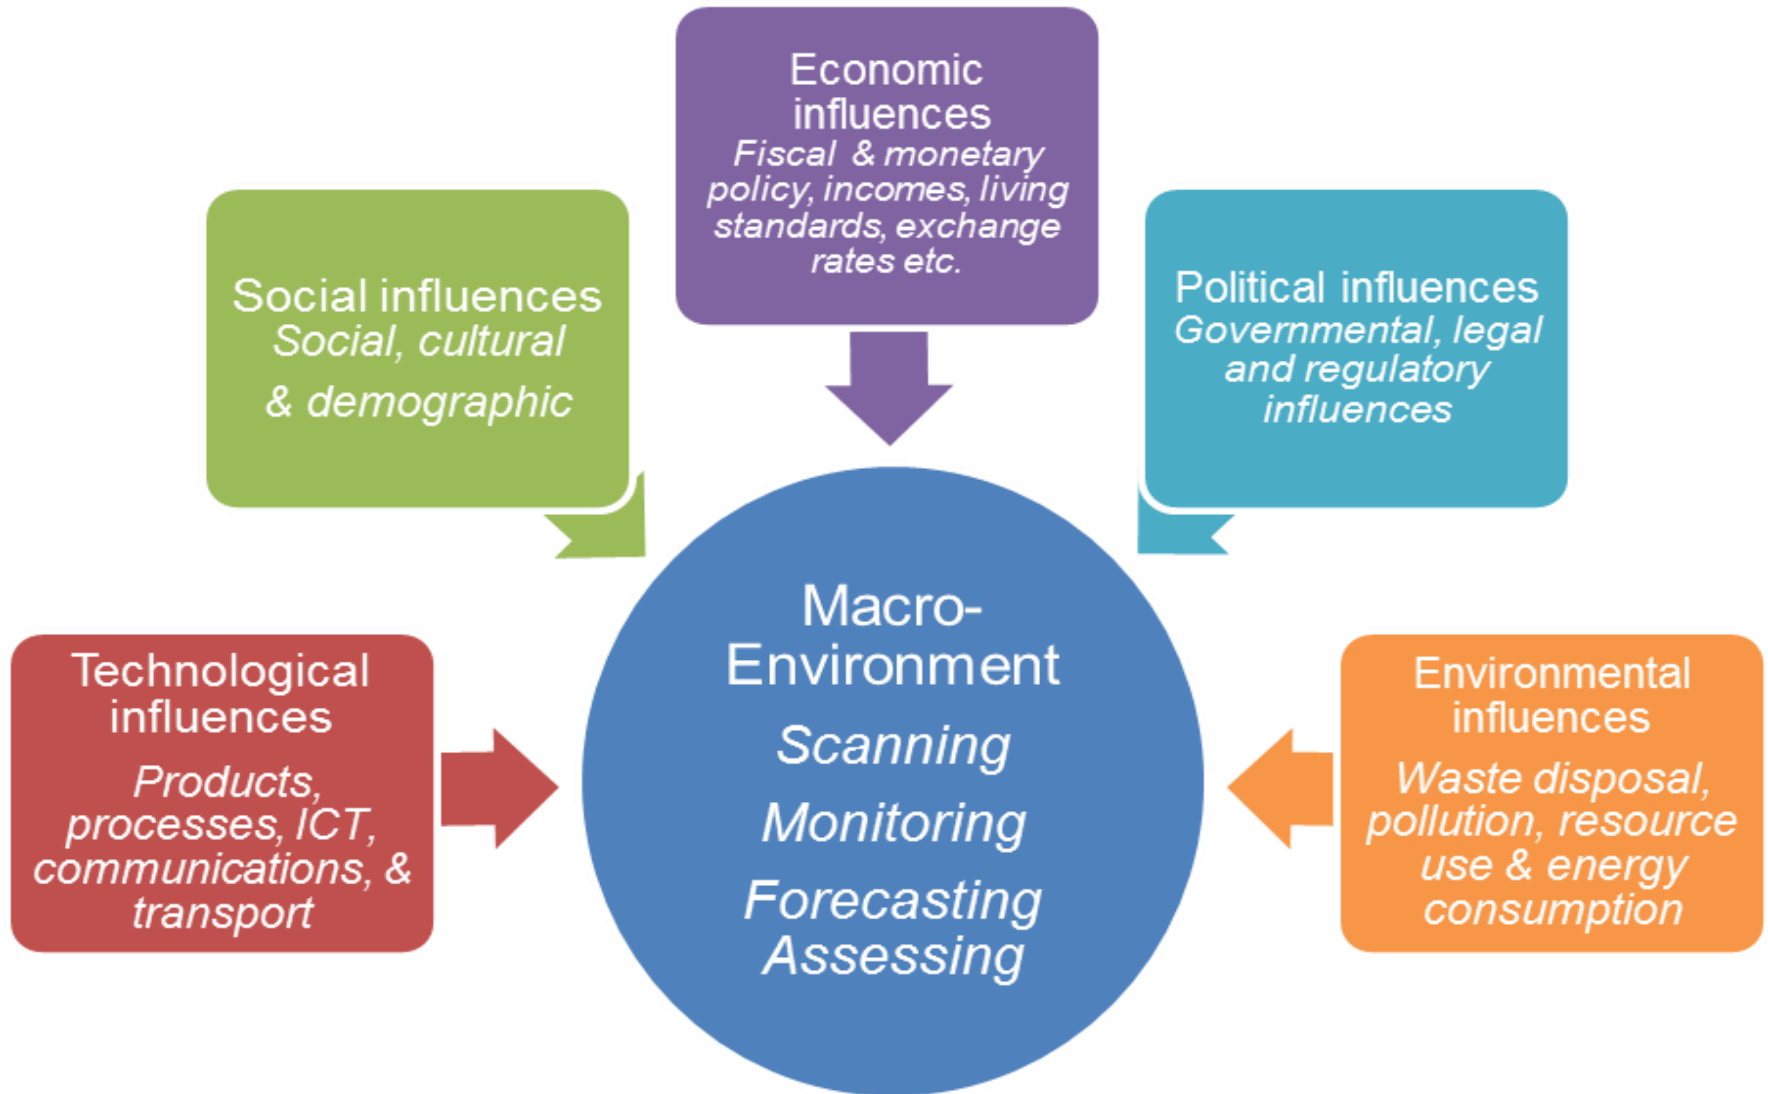 Economic
influences
Fiscal & monetary
policy, incomes, living
standards, exchange
rates etc.
Social influences
Social, cultural
& demographic
Political influences
Governmental, legal
and regulatory
influences
Technological
influences
Products,
processes, ICT,
communications, &
transport
Macro-
Environment
Scanning
Monitoring
Forecasting
Assessing
Environmental
influences
Waste disposal,
pollution, resource
use & energy
consumption